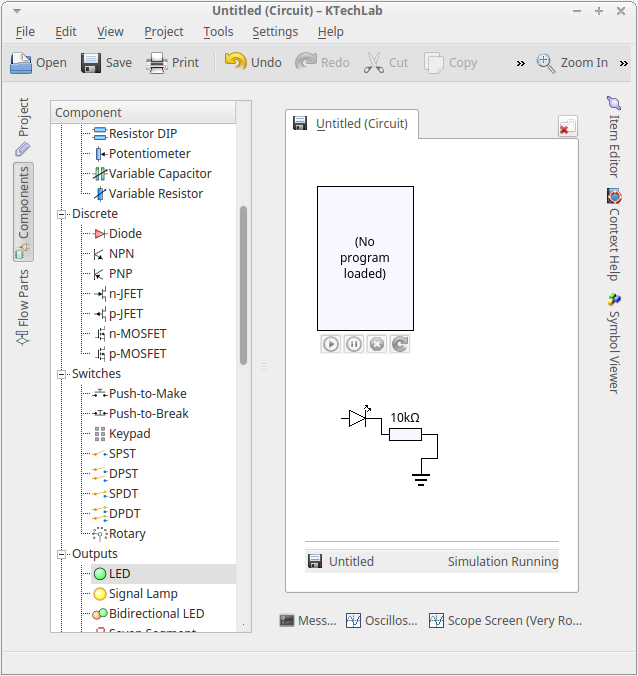 Untitled (Circuit) – KTechLab
File Edit View Project Tools Settings Help
Open Save Print Undo Redo Cut Copy » Zoom In »
Project
Components
Flow Parts
Component
Resistor DIP
Potentiometer
Variable Capacitor
Variable Resistor
Discrete
Diode
NPN
PNP
n-JFET
p-JFET
n-MOSFET
p-MOSFET
Switches
Push-to-Make
Push-to-Break
Keypad
SPST
DPST
SPDT
DPDT
Rotary
Outputs
LED
Signal Lamp
Bidirectional LED
Seven Segment
Untitled (Circuit)
(No
program
loaded)
10kΩ
Untitled Simulation Running
Mess... Oscillos... Scope Screen (Very Ro...
Item Editor
Context Help
Symbol Viewer